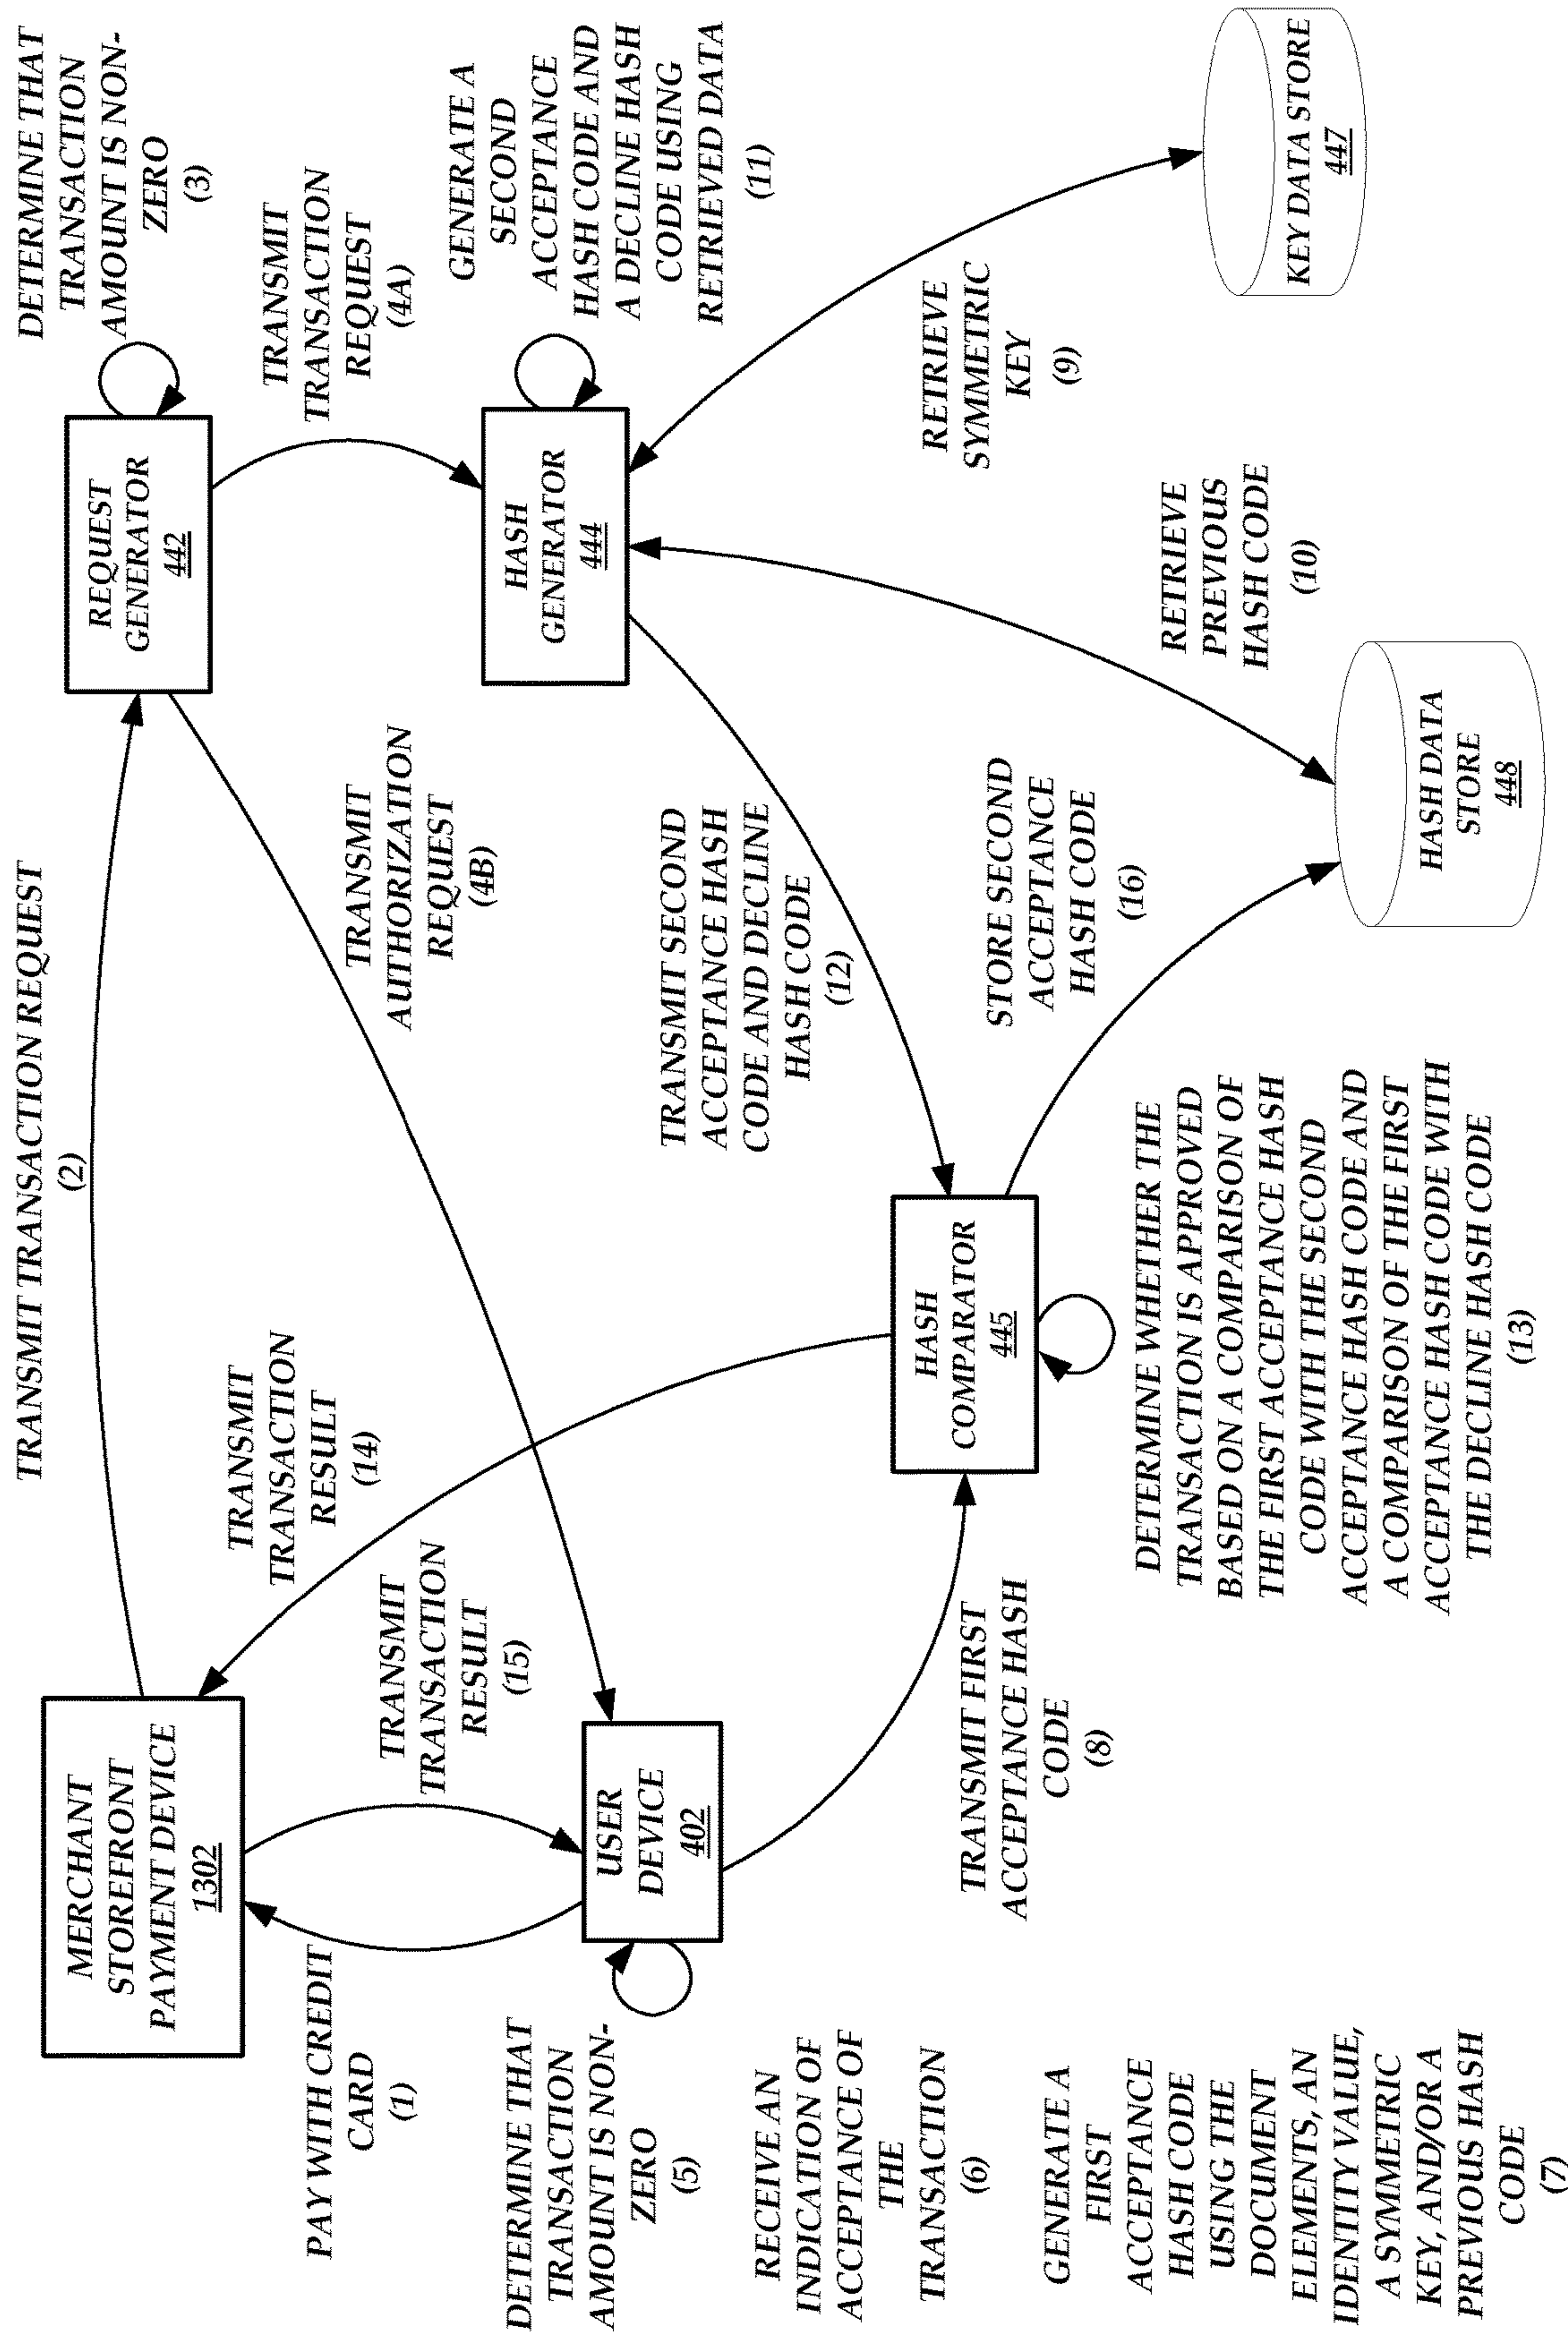 MERCHANT
STOREFRONT
PAYMENT DEVICE
1302
PAY WITH CREDIT
CARD
(1)
TRANSMIT TRANSACTION REQUEST
(2)
REQUEST
GENERATOR
442
DETERMINE THAT
TRANSACTION
AMOUNT IS NON-
ZERO
(3)
TRANSMIT
TRANSACTION
REQUEST
(4A)
TRANSMIT
AUTHORIZATION
REQUEST
(4B)
TRANSMIT
TRANSACTION
RESULT
(14)
TRANSMIT
TRANSACTION
RESULT
(15)
USER
DEVICE
402
DETERMINE THAT
TRANSACTION
AMOUNT IS NON-
ZERO
(5)
RECEIVE AN
INDICATION OF
ACCEPTANCE OF
THE
TRANSACTION
(6)
GENERATE A
FIRST
ACCEPTANCE
HASH CODE
USING THE
DOCUMENT
ELEMENTS, AN
IDENTITY VALUE,
A SYMMETRIC
KEY, AND/OR A
PREVIOUS HASH
CODE
(7)
TRANSMIT FIRST
ACCEPTANCE HASH
CODE
(8)
HASH
GENERATOR
444
GENERATE A
SECOND
ACCEPTANCE
HASH CODE AND
A DECLINE HASH
CODE USING
RETRIEVED DATA
(11)
RETRIEVE
SYMMETRIC
KEY
(9)
KEY DATA STORE
447
RETRIEVE
PREVIOUS
HASH CODE
(10)
HASH DATA
STORE
448
TRANSMIT SECOND
ACCEPTANCE HASH
CODE AND DECLINE
HASH CODE
(12)
STORE SECOND
ACCEPTANCE
HASH CODE
(16)
HASH
COMPARATOR
445
DETERMINE WHETHER THE
TRANSACTION IS APPROVED
BASED ON A COMPARISON OF
THE FIRST ACCEPTANCE HASH
CODE WITH THE SECOND
ACCEPTANCE HASH CODE AND
A COMPARISON OF THE FIRST
ACCEPTANCE HASH CODE WITH
THE DECLINE HASH CODE
(13)